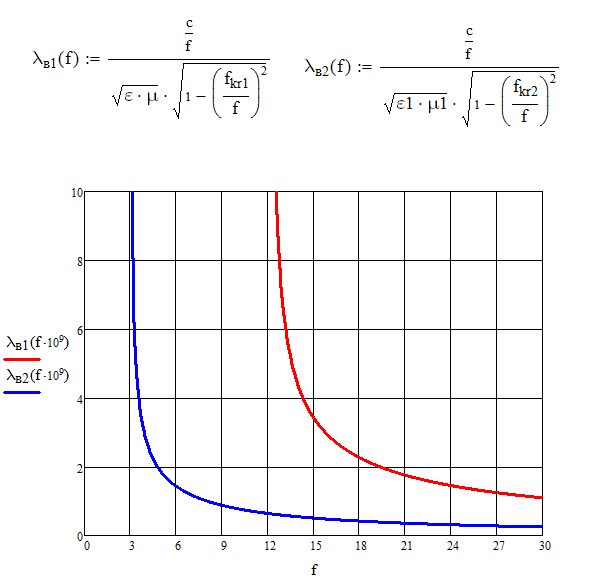 λв1(f) := (c/f) / (√(ε · μ) · √(1 − (fkr1/f)²))
λв2(f) := (c/f) / (√(ε1 · μ1) · √(1 − (fkr2/f)²))
10
8
6
λв1(f·10⁹)
λв2(f·10⁹)
4
2
0
0 3 6 9 12 15 18 21 24 27 30
f